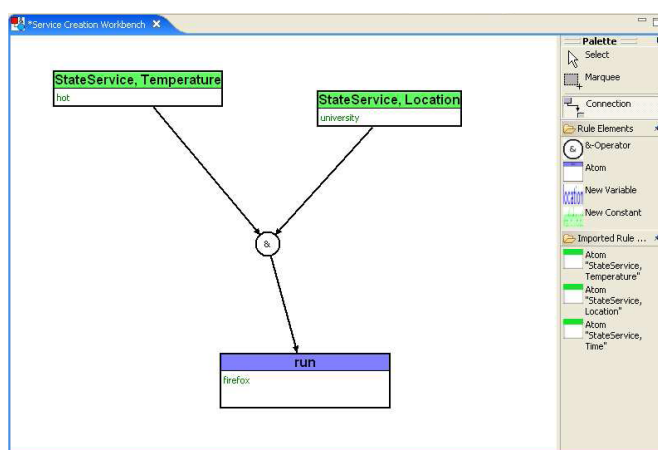 *Service Creation Workbench
StateService, Temperature
hot
StateService, Location
university
&
run
firefox
Palette
Select
Marquee
Connection
Rule Elements
& &-Operator
Atom
location New Variable
New Constant
Imported Rule ...
Atom
"StateService,
Temperature"
Atom
"StateService,
Location"
Atom
"StateService,
Time"